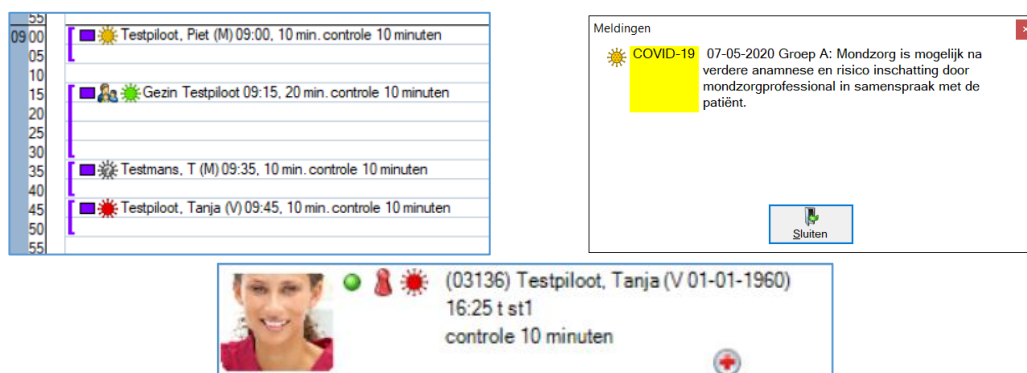 55
09 00 Testpiloot, Piet (M) 09:00, 10 min. controle 10 minuten
05
10
15 Gezin Testpiloot 09:15, 20 min. controle 10 minuten
20
25
30
35 Testmans, T (M) 09:35, 10 min. controle 10 minuten
40
45 Testpiloot, Tanja (V) 09:45, 10 min. controle 10 minuten
50
55
Meldingen
COVID-19 07-05-2020 Groep A: Mondzorg is mogelijk na
verdere anamnese en risico inschatting door
mondzorgprofessional in samenspraak met de
patiënt.
Sluiten
(03136) Testpiloot, Tanja (V 01-01-1960)
16:25 t st1
controle 10 minuten